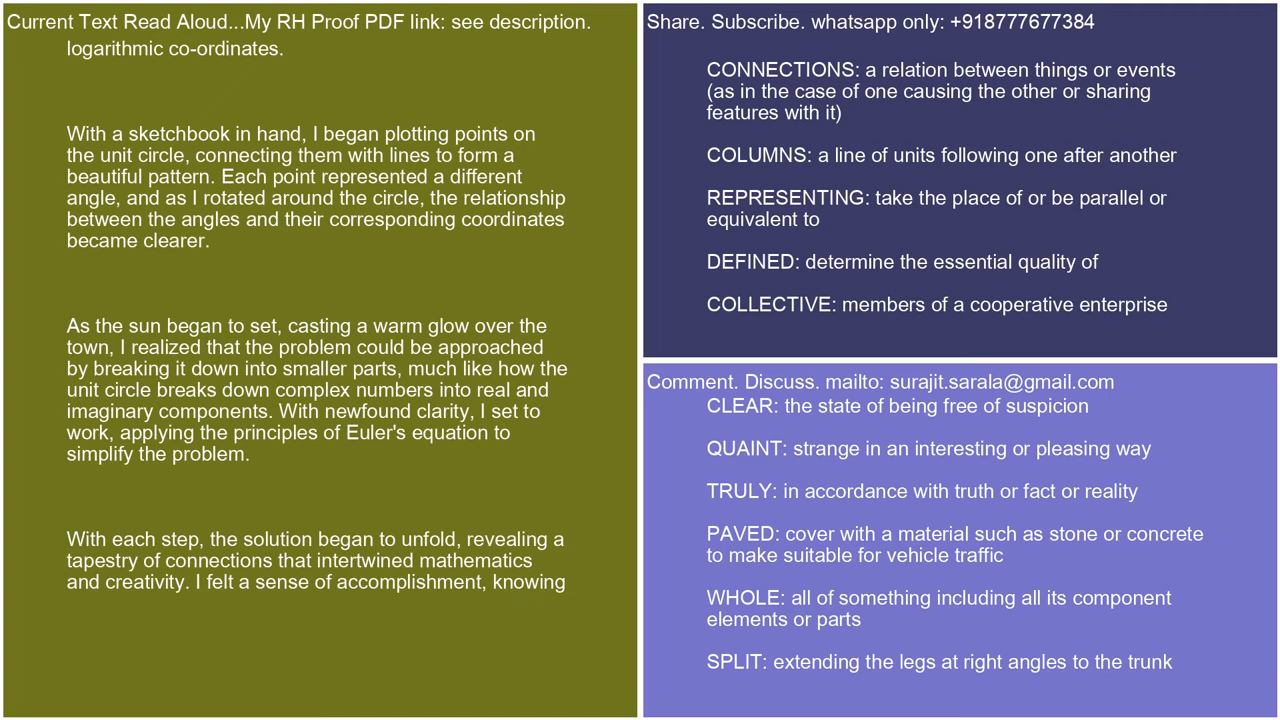 Current Text Read Aloud...My RH Proof PDF link: see description.
logarithmic co-ordinates.
With a sketchbook in hand, I began plotting points on
the unit circle, connecting them with lines to form a
beautiful pattern. Each point represented a different
angle, and as I rotated around the circle, the relationship
between the angles and their corresponding coordinates
became clearer.
As the sun began to set, casting a warm glow over the
town, I realized that the problem could be approached
by breaking it down into smaller parts, much like how the
unit circle breaks down complex numbers into real and
imaginary components. With newfound clarity, I set to
work, applying the principles of Euler's equation to
simplify the problem.
With each step, the solution began to unfold, revealing a
tapestry of connections that intertwined mathematics
and creativity. I felt a sense of accomplishment, knowing
Share. Subscribe. whatsapp only: +918777677384
CONNECTIONS: a relation between things or events
(as in the case of one causing the other or sharing
features with it)
COLUMNS: a line of units following one after another
REPRESENTING: take the place of or be parallel or
equivalent to
DEFINED: determine the essential quality of
COLLECTIVE: members of a cooperative enterprise
Comment. Discuss. mailto: surajit.sarala@gmail.com
CLEAR: the state of being free of suspicion
QUAINT: strange in an interesting or pleasing way
TRULY: in accordance with truth or fact or reality
PAVED: cover with a material such as stone or concrete
to make suitable for vehicle traffic
WHOLE: all of something including all its component
elements or parts
SPLIT: extending the legs at right angles to the trunk